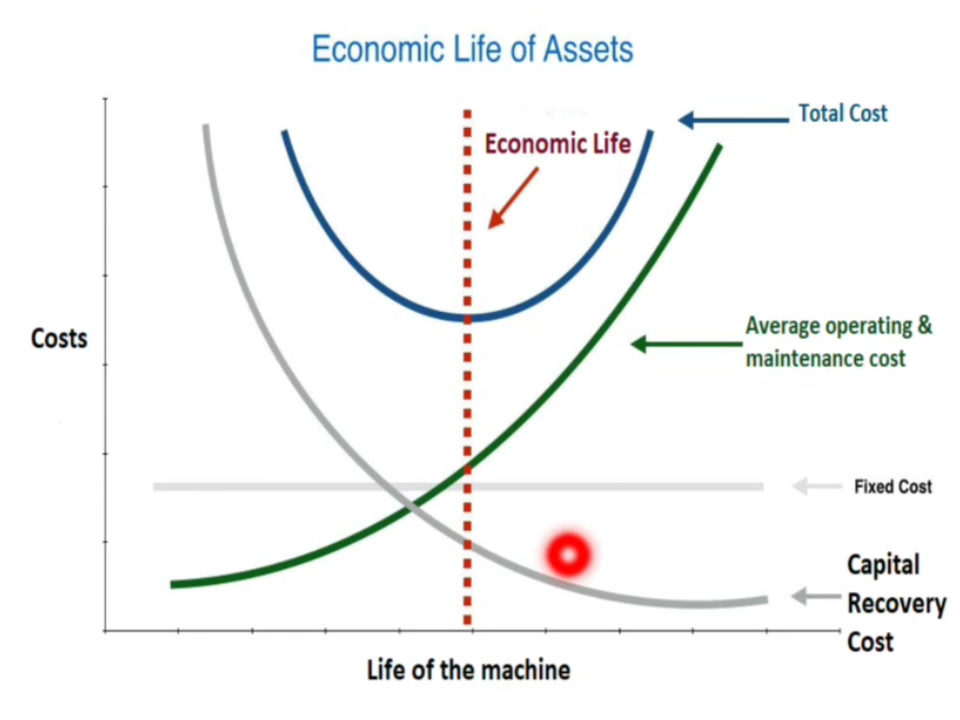 Economic Life of Assets
Total Cost
Economic Life
Costs
Average operating &
maintenance cost
Fixed Cost
Capital
Recovery
Cost
Life of the machine